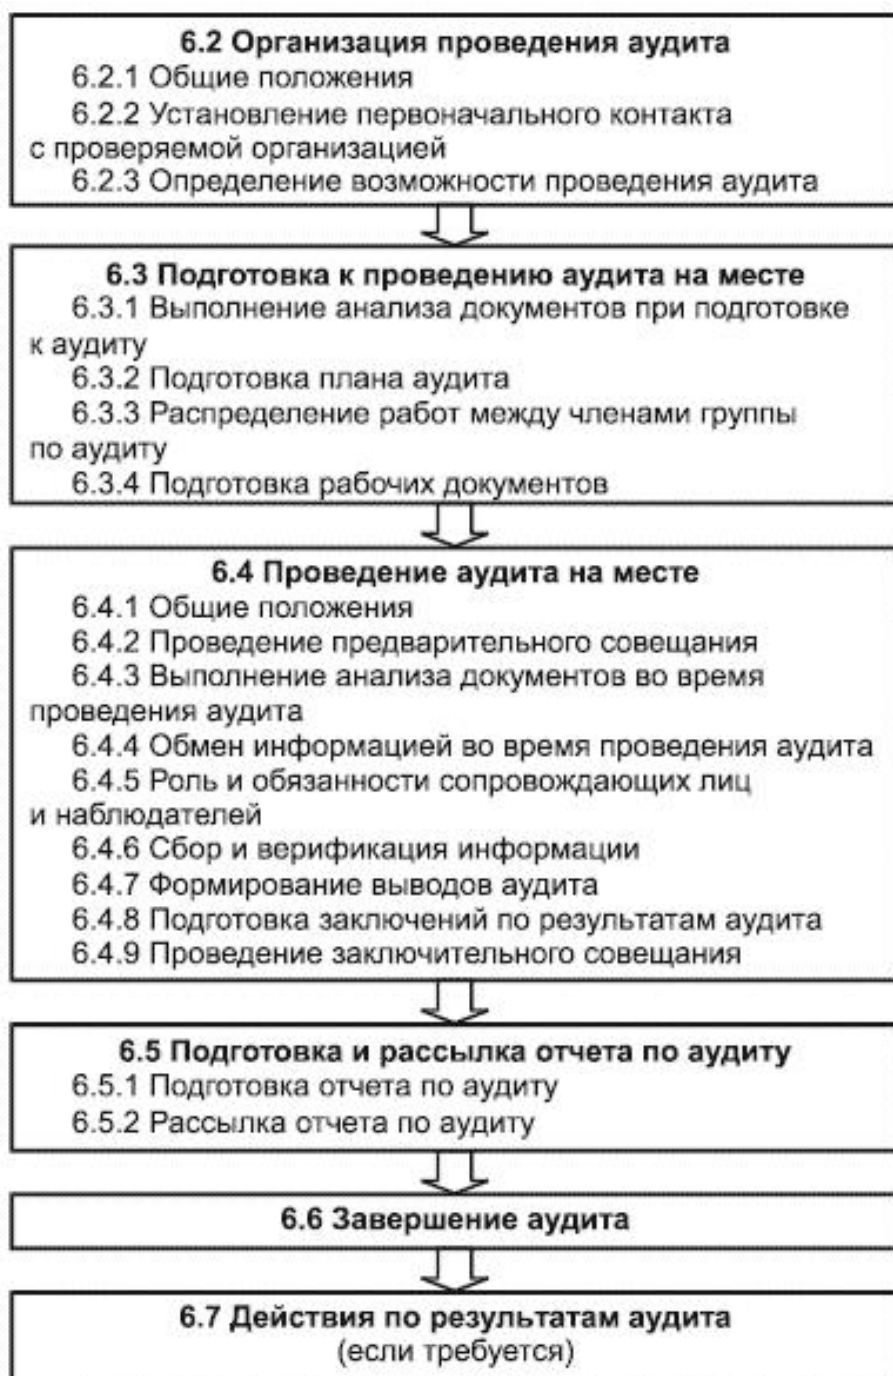 6.2 Организация проведения аудита
6.2.1 Общие положения
6.2.2 Установление первоначального контакта
с проверяемой организацией
6.2.3 Определение возможности проведения аудита
6.3 Подготовка к проведению аудита на месте
6.3.1 Выполнение анализа документов при подготовке
к аудиту
6.3.2 Подготовка плана аудита
6.3.3 Распределение работ между членами группы
по аудиту
6.3.4 Подготовка рабочих документов
6.4 Проведение аудита на месте
6.4.1 Общие положения
6.4.2 Проведение предварительного совещания
6.4.3 Выполнение анализа документов во время
проведения аудита
6.4.4 Обмен информацией во время проведения аудита
6.4.5 Роль и обязанности сопровождающих лиц
и наблюдателей
6.4.6 Сбор и верификация информации
6.4.7 Формирование выводов аудита
6.4.8 Подготовка заключений по результатам аудита
6.4.9 Проведение заключительного совещания
6.5 Подготовка и рассылка отчета по аудиту
6.5.1 Подготовка отчета по аудиту
6.5.2 Рассылка отчета по аудиту
6.6 Завершение аудита
6.7 Действия по результатам аудита
(если требуется)